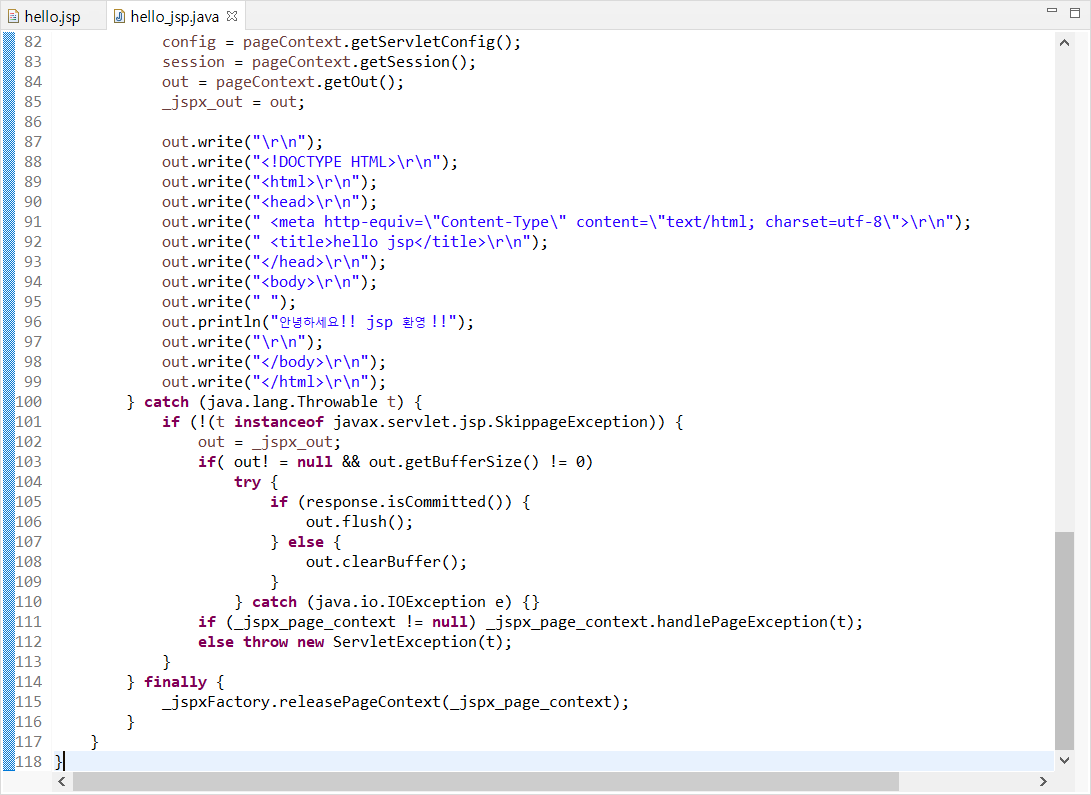 hello.jsp hello_jsp.java
82 config = pageContext.getServletConfig();
83 session = pageContext.getSession();
84 out = pageContext.getOut();
85 _jspx_out = out;
86
87 out.write("\r\n");
88 out.write("<!DOCTYPE HTML>\r\n");
89 out.write("<html>\r\n");
90 out.write("<head>\r\n");
91 out.write(" <meta http-equiv=\"Content-Type\" content=\"text/html; charset=utf-8\">\r\n");
92 out.write(" <title>hello jsp</title>\r\n");
93 out.write("</head>\r\n");
94 out.write("<body>\r\n");
95 out.write(" ");
96 out.println("안녕하세요!! jsp 환영!!");
97 out.write("\r\n");
98 out.write("</body>\r\n");
99 out.write("</html>\r\n");
100 } catch (java.lang.Throwable t) {
101 if (!(t instanceof javax.servlet.jsp.SkippageException)) {
102 out = _jspx_out;
103 if( out! = null && out.getBufferSize() != 0)
104 try {
105 if (response.isCommitted()) {
106 out.flush();
107 } else {
108 out.clearBuffer();
109 }
110 } catch (java.io.IOException e) {}
111 if (_jspx_page_context != null) _jspx_page_context.handlePageException(t);
112 else throw new ServletException(t);
113 }
114 } finally {
115 _jspxFactory.releasePageContext(_jspx_page_context);
116 }
117 }
118 }